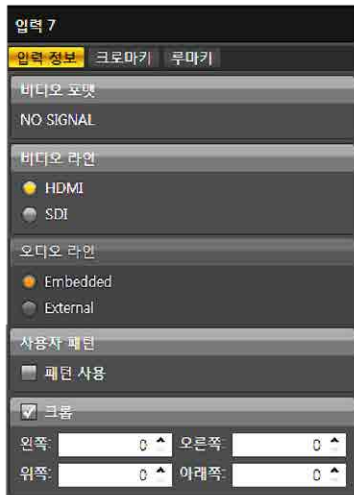 입력 7
입력 정보 크로마키 루마키
비디오 포맷
NO SIGNAL
비디오 라인
HDMI
SDI
오디오 라인
Embedded
External
사용자 패턴
패턴 사용
크롭
왼쪽: 0 오른쪽: 0
위쪽: 0 아래쪽: 0